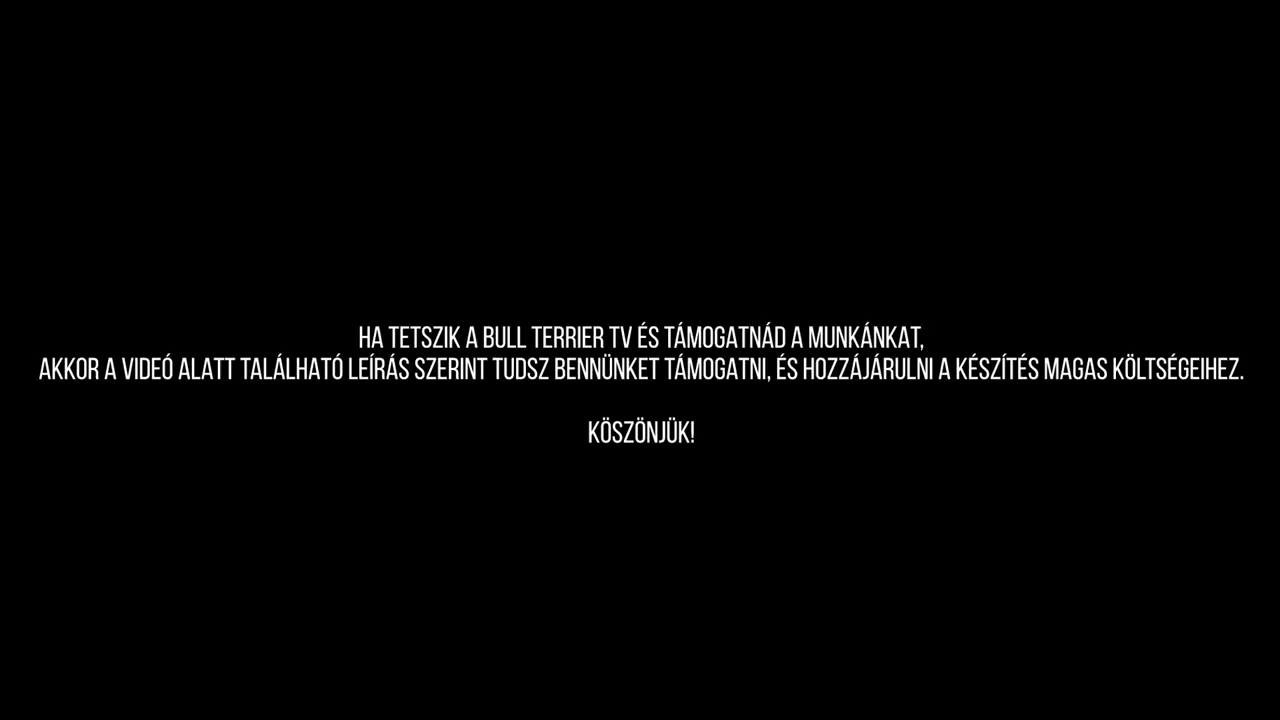 HA TETSZIK A BULL TERRIER TV ÉS TÁMOGATNÁD A MUNKÁNKAT,
AKKOR A VIDEÓ ALATT TALÁLHATÓ LEÍRÁS SZERINT TUDSZ BENNÜNKET TÁMOGATNI, ÉS HOZZÁJÁRULNI A KÉSZÍTÉS MAGAS KÖLTSÉGEIHEZ.
KÖSZÖNJÜK!